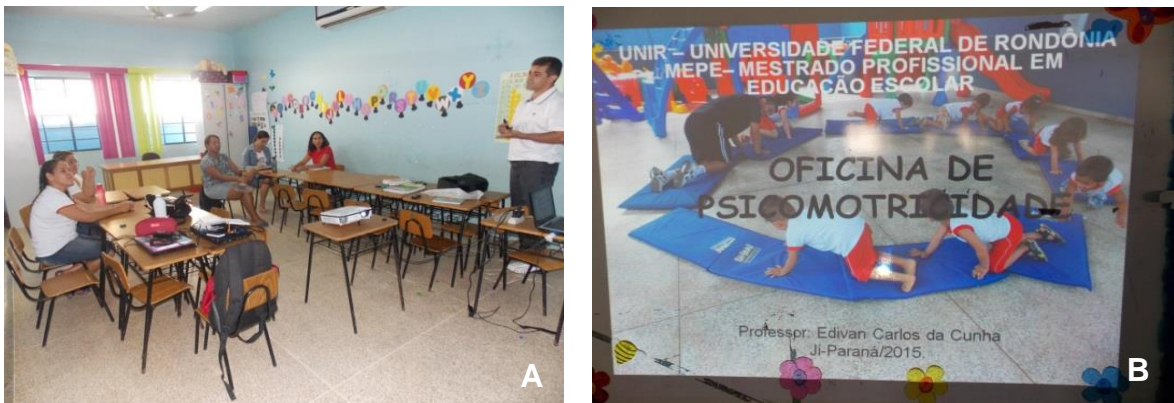 W X Y Z
A
UNIR – UNIVERSIDADE FEDERAL DE RONDÔNIA
MEPE– MESTRADO PROFISSIONAL EM
EDUCAÇÃO ESCOLAR
OFICINA DE
PSICOMOTRICIDADE
Professor: Edivan Carlos da Cunha
Ji-Paraná/2015.
B